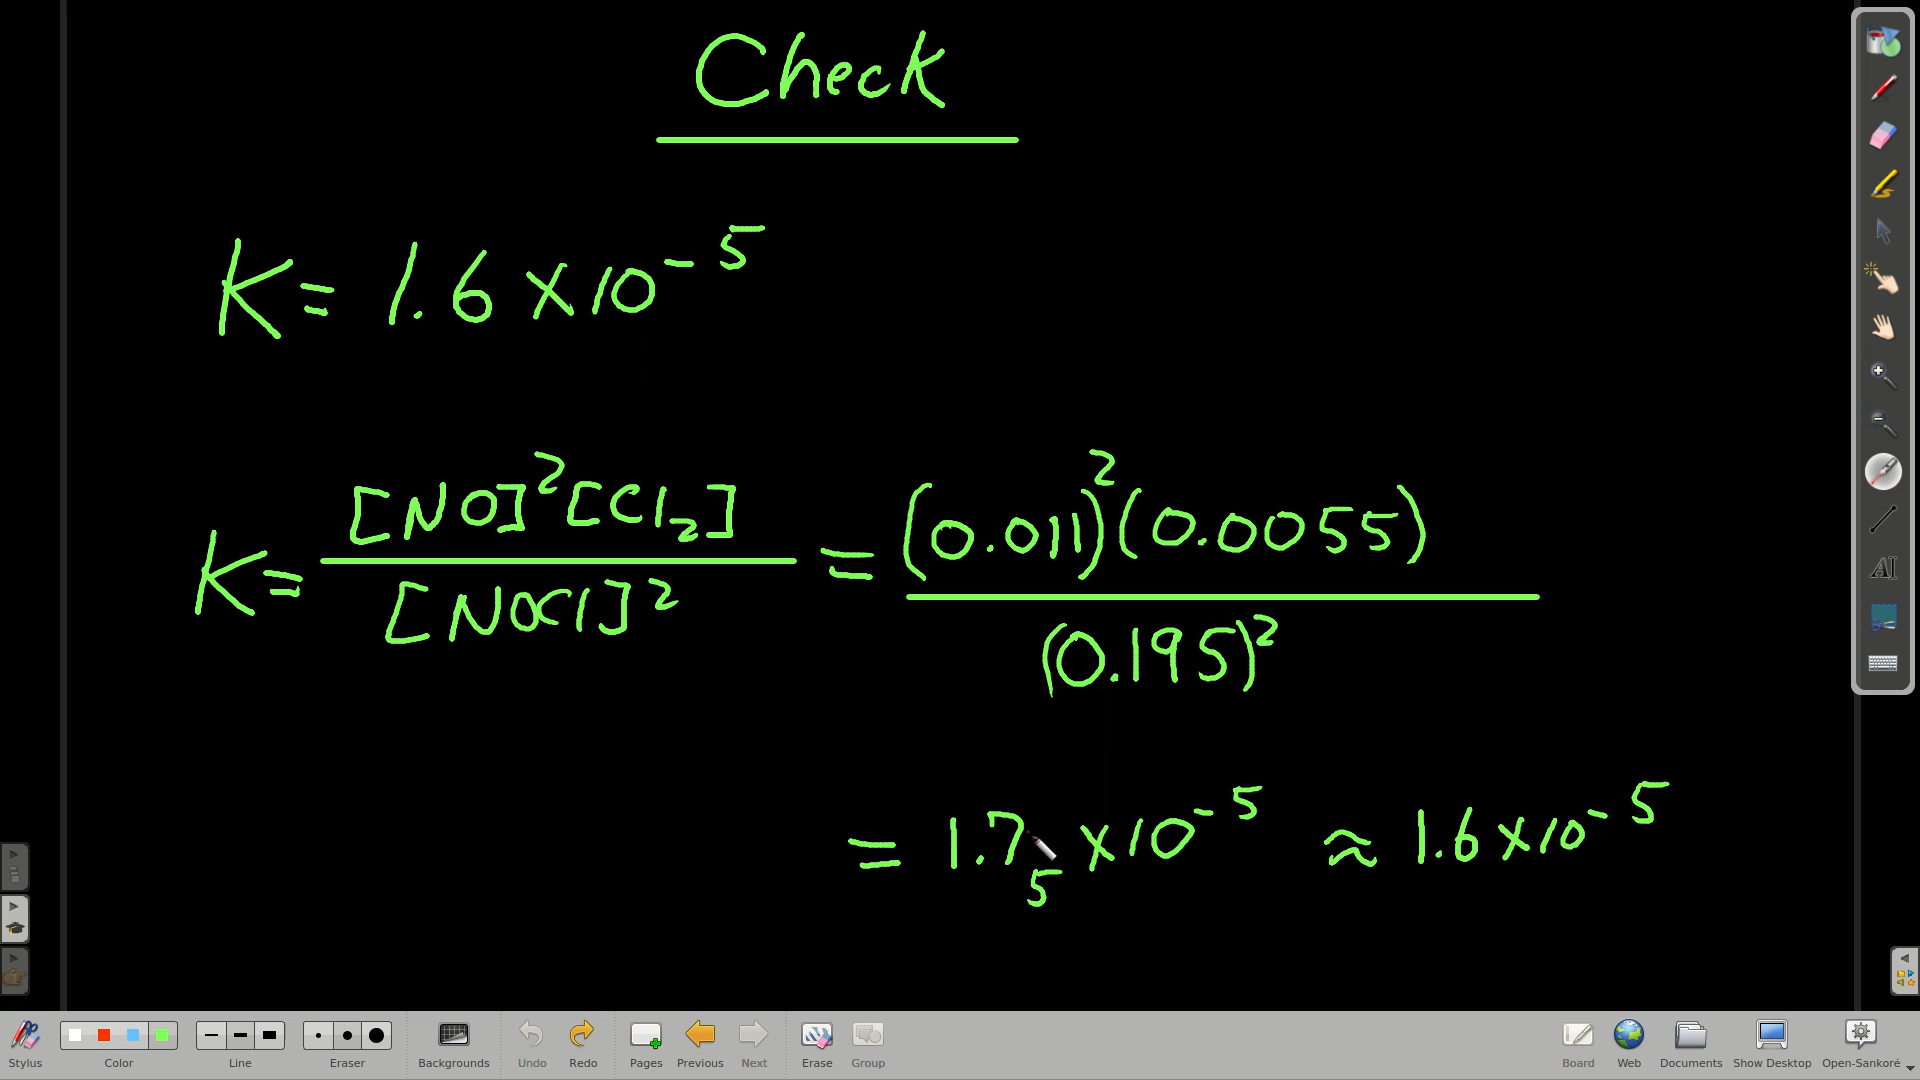 Check
K = 1.6 × 10⁻⁵
K = [NO]²[Cl₂] / [NOCl]² = (0.011)²(0.0055) / (0.195)²
= 1.7₅ × 10⁻⁵ ≈ 1.6 × 10⁻⁵
AI
Stylus Color Line Eraser Backgrounds Undo Redo Pages Previous Next Erase Group Board Web Documents Show Desktop Open-Sankoré